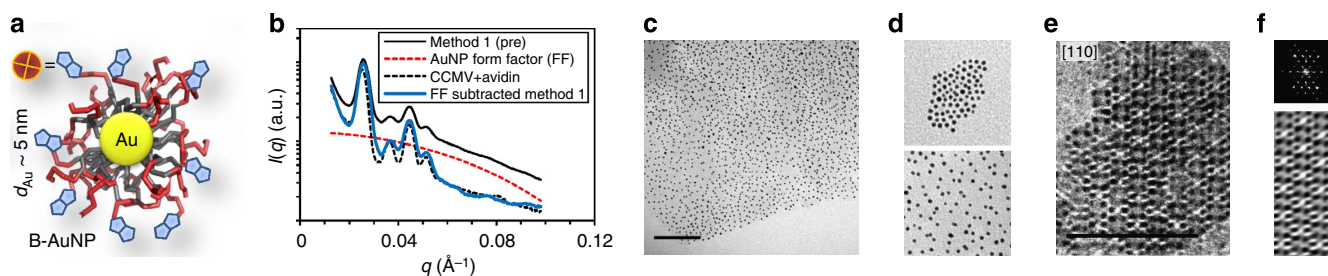 a
=
d_Au ~ 5 nm
Au
B-AuNP
b
Method 1 (pre)
AuNP form factor (FF)
CCMV+avidin
FF subtracted method 1
I(q) (a.u.)
0 0.04 0.08 0.12
q (Å–1)
c
d
e
[110]
f